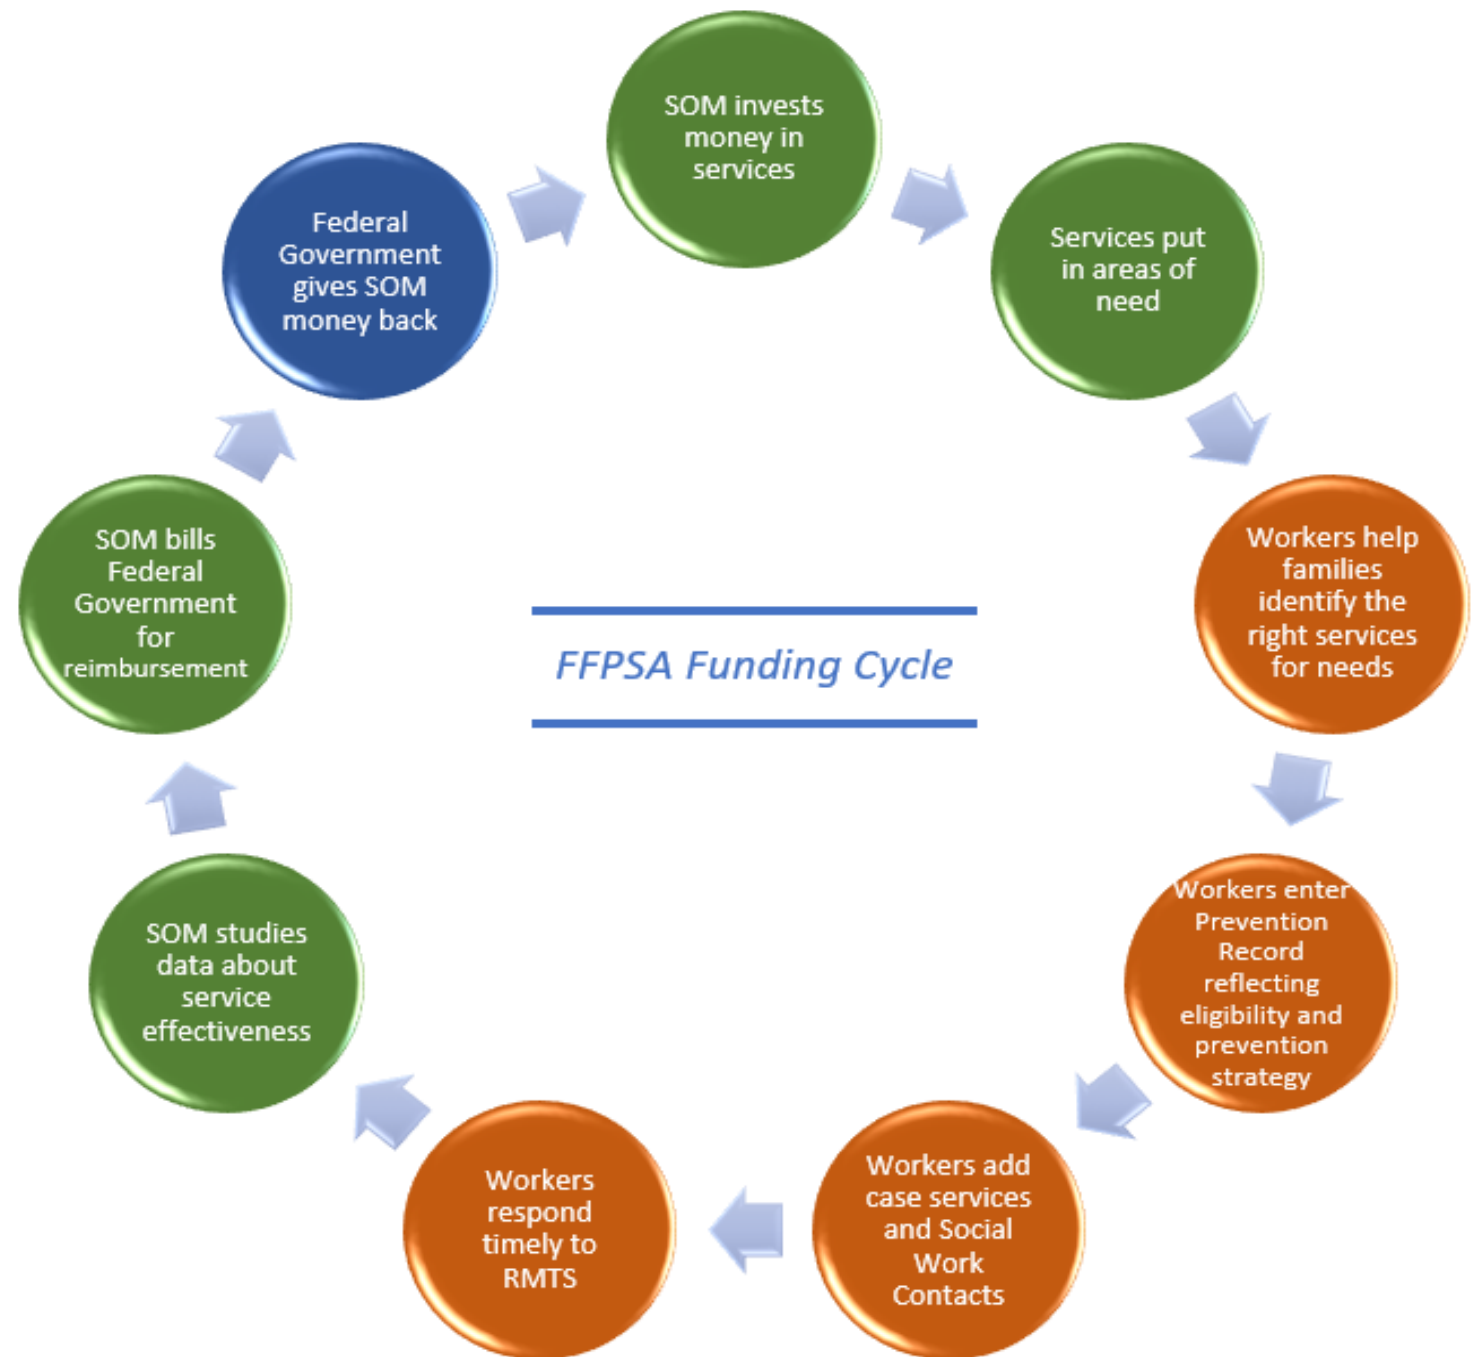 SOM invests
money in
services
Services put
in areas of
need
Workers help
families
identify the
right services
for needs
Workers enter
Prevention
Record
reflecting
eligibility and
prevention
strategy
Workers add
case services
and Social
Work
Contacts
Workers
respond
timely to
RMTS
SOM studies
data about
service
effectiveness
SOM bills
Federal
Government
for
reimbursement
Federal
Government
gives SOM
money back
FFPSA Funding Cycle